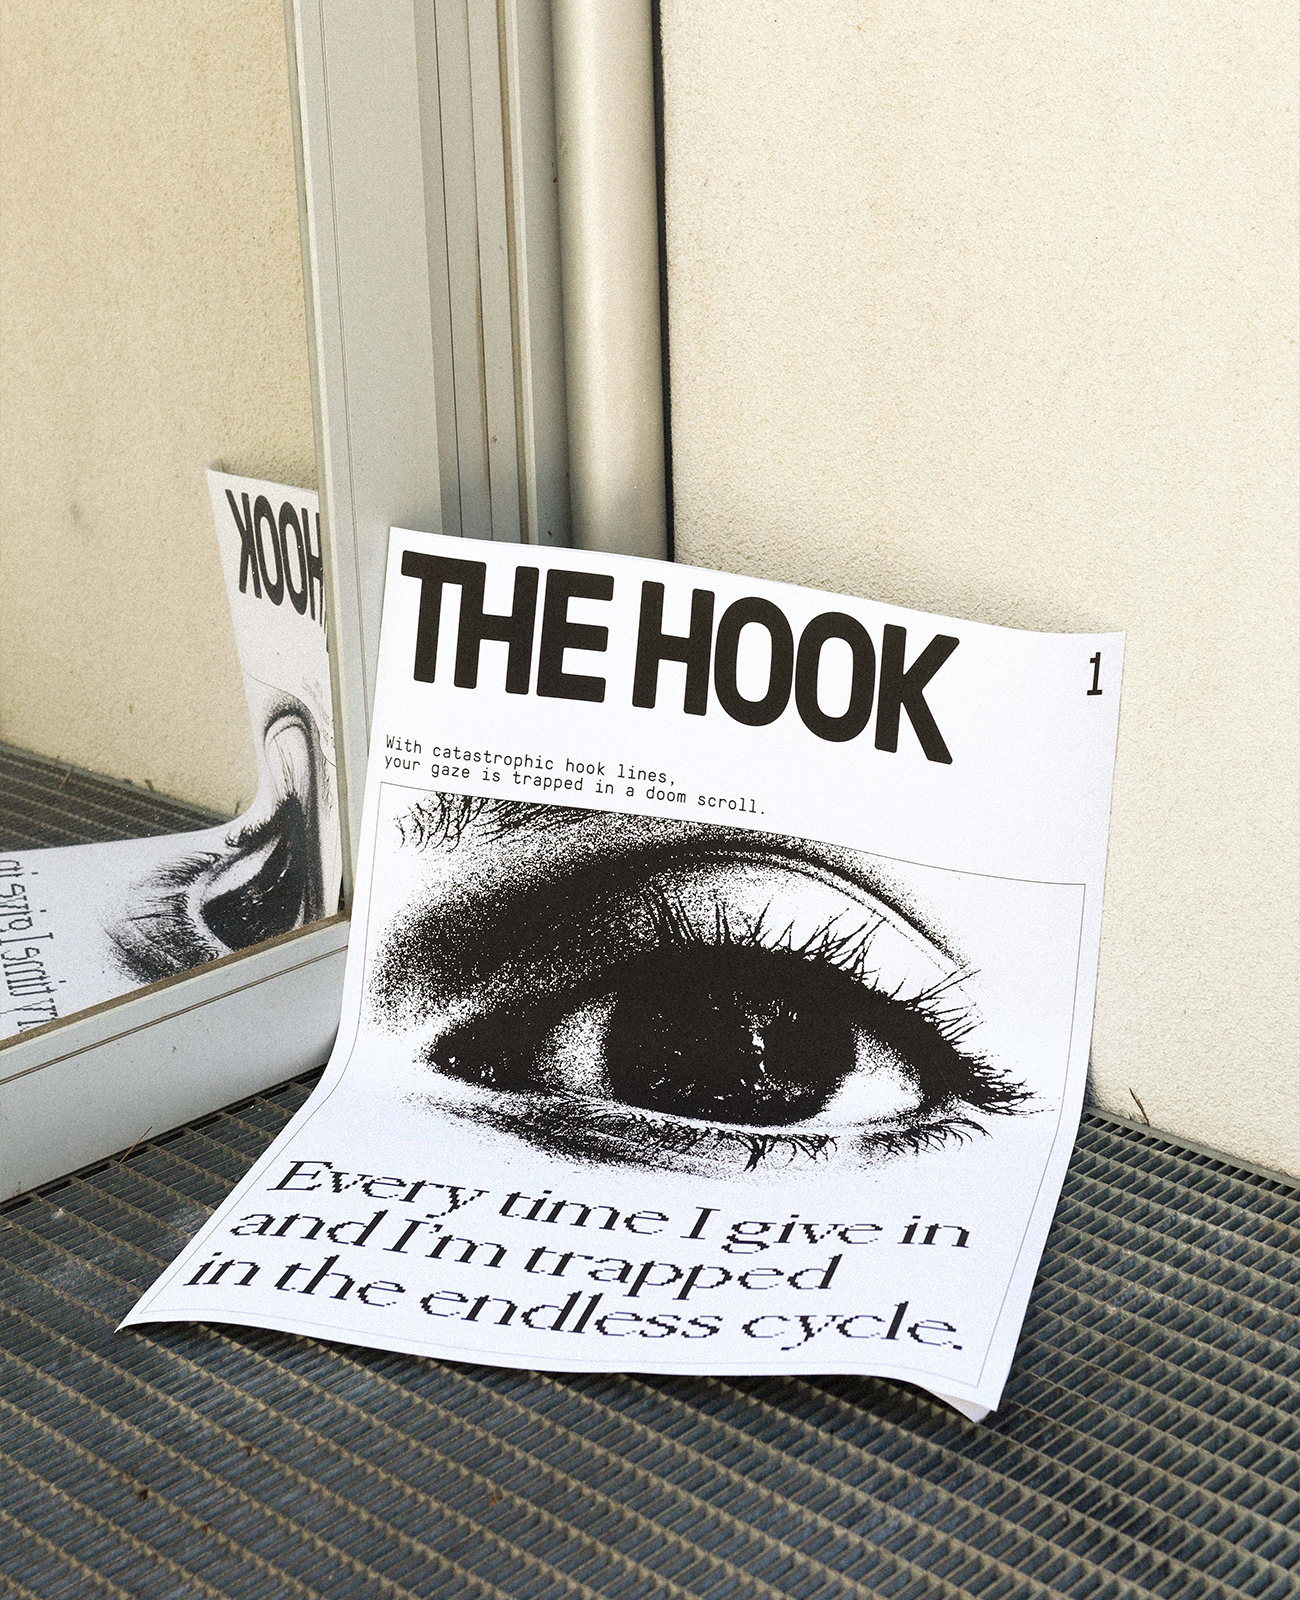 THE HOOK
1
With catastrophic hook lines,
your gaze is trapped in a doom scroll.
Every time I give in
and I'm trapped
in the endless cycle.
HOOK